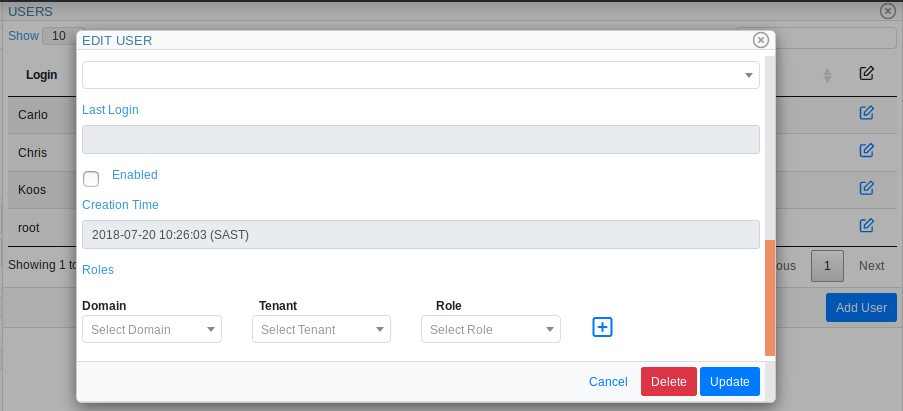 USERS
Show 10
EDIT USER
Login
Last Login
Carlo
Chris
Enabled
Koos
Creation Time
root
2018-07-20 10:26:03 (SAST)
Showing 1 to
ous 1 Next
Roles
Domain Tenant Role
Select Domain Select Tenant Select Role
Add User
Cancel Delete Update